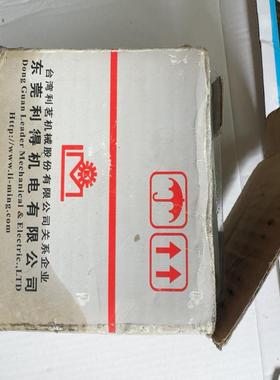 台湾利茗机械股份有限公司关系企业
东莞利得机电有限公司
Dong Guan Leader Mechanical & Electric.,LTD
Http://www.li-ming.com